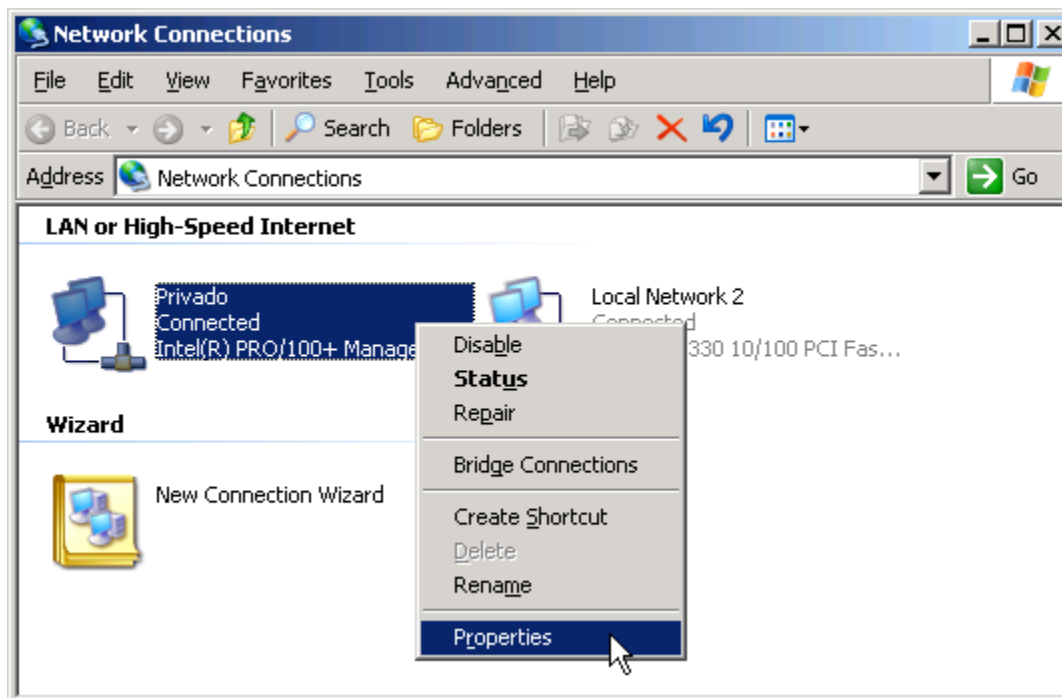 Network Connections
File Edit View Favorites Tools Advanced Help
Back Search Folders
Address Network Connections Go
LAN or High-Speed Internet
Privado
Connected
Intel(R) PRO/100+ Manage
Local Network 2
Connected
330 10/100 PCI Fas...
Disable
Status
Repair
Bridge Connections
Create Shortcut
Delete
Rename
Properties
Wizard
New Connection Wizard